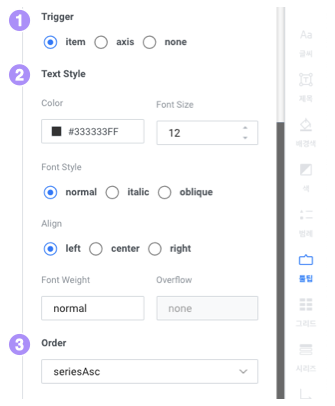 1 Trigger
item axis none
2 Text Style
Color Font Size
#333333FF 12
Font Style
normal italic oblique
Align
left center right
Font Weight Overflow
normal none
3 Order
seriesAsc
Aa
글씨
제목
배경색
색
범례
툴팁
그리드
시리즈